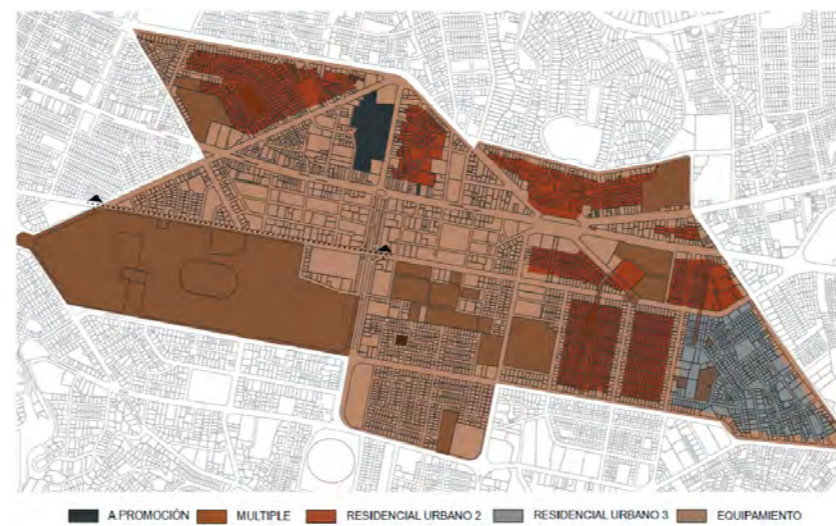 A PROMOCIÓN MULTIPLE RESIDENCIAL URBANO 2 RESIDENCIAL URBANO 3 EQUIPAMIENTO